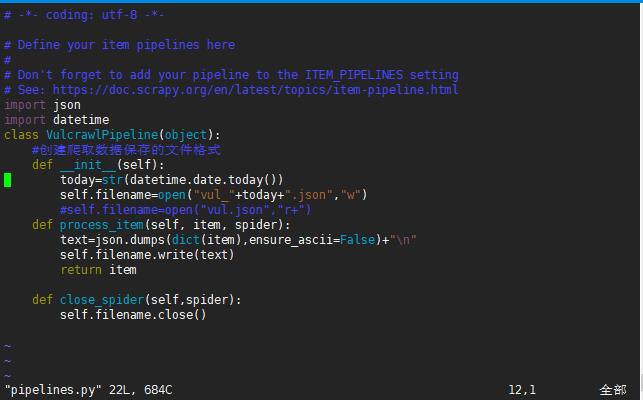 # -*- coding: utf-8 -*-
# Define your item pipelines here
#
# Don't forget to add your pipeline to the ITEM_PIPELINES setting
# See: https://doc.scrapy.org/en/latest/topics/item-pipeline.html
import json
import datetime
class VulcrawlPipeline(object):
    #创建爬取数据保存的文件格式
    def __init__(self):
        today=str(datetime.date.today())
        self.filename=open("vul_"+today+".json","w")
        #self.filename=open("vul.json","r+")
    def process_item(self, item, spider):
        text=json.dumps(dict(item),ensure_ascii=False)+"\n"
        self.filename.write(text)
        return item
    def close_spider(self,spider):
        self.filename.close()
~
~
~
"pipelines.py" 22L, 684C 12,1 全部